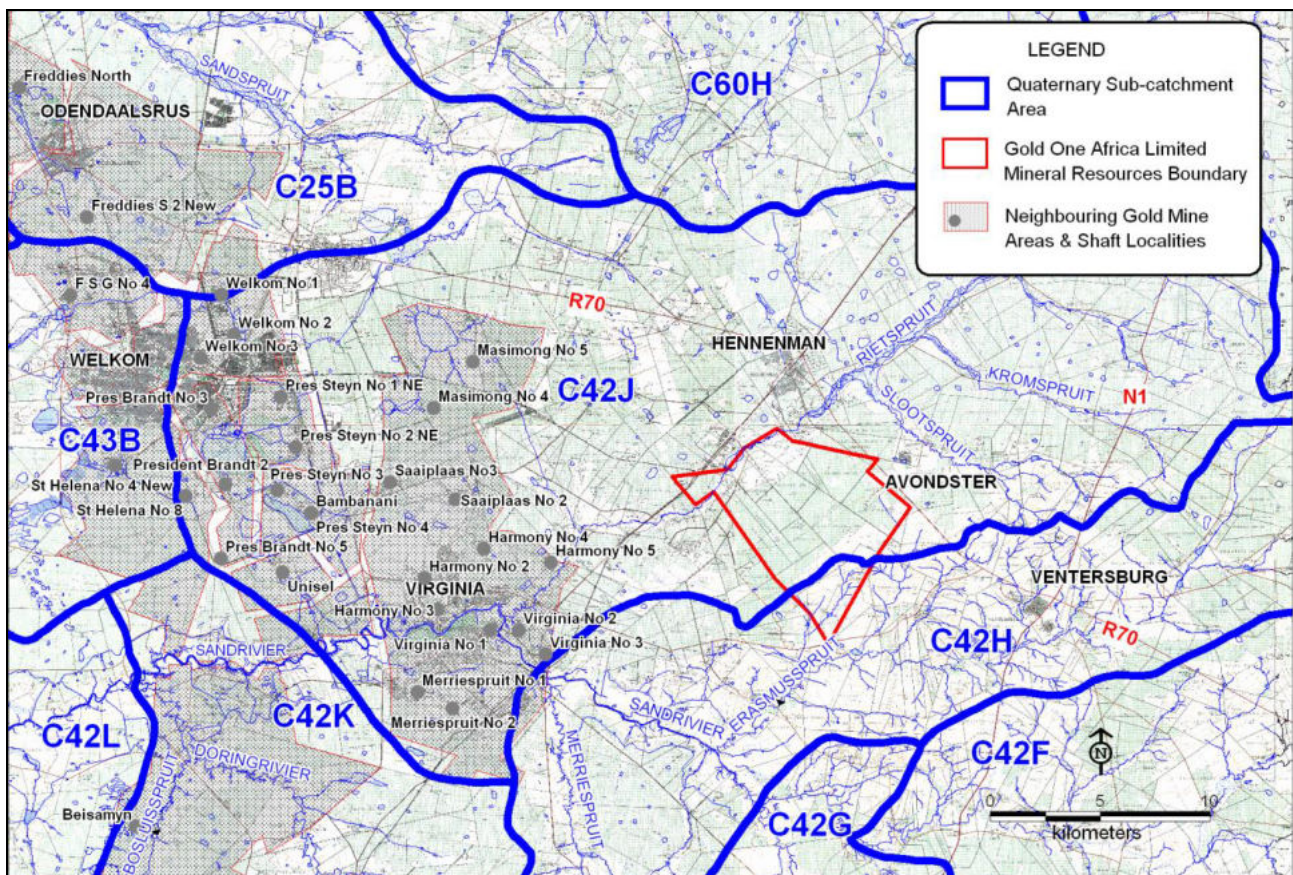 LEGEND
Quaternary Sub-catchment
Area
Gold One Africa Limited
Mineral Resources Boundary
Neighbouring Gold Mine
Areas & Shaft Localities
Freddies North
ODENDAALSRUS
SANDSPRUIT
C60H
C25B
Freddies S 2 New
F S G No 4
Welkom No 1
R70
Welkom No 2
WELKOM
Welkom No 3
HENNENMAN
RIETSPRUIT
Masimong No 5
KROMSPRUIT
Pres Steyn No 1 NE
C42J
N1
Pres Brandt No 3
Masimong No 4
SLOOTSPRUIT
C43B
Pres Steyn No 2 NE
President Brandt 2
Pres Steyn No 3
Saaiplaas No3
AVONDSTER
St Helena No 4 New
Bambanani
Saaiplaas No 2
St Helena No 8
Pres Steyn No 4
Pres Brandt No 5
Harmony No 4
Harmony No 5
Unisel
Harmony No 2
VIRGINIA
VENTERSBURG
Harmony No 3
Virginia No 2
Virginia No 1
Virginia No 3
C42H
R70
SANDRIVIER
Merriespruit No 1
SANDRIVIER
ERASMUSSPRUIT
C42K
Merriespruit No 2
C42L
DORINGRIVIER
MERRIESPRUIT
C42F
N
Beisamyn
BOSLUISSPRUIT
C42G
0 5 10
kilometers